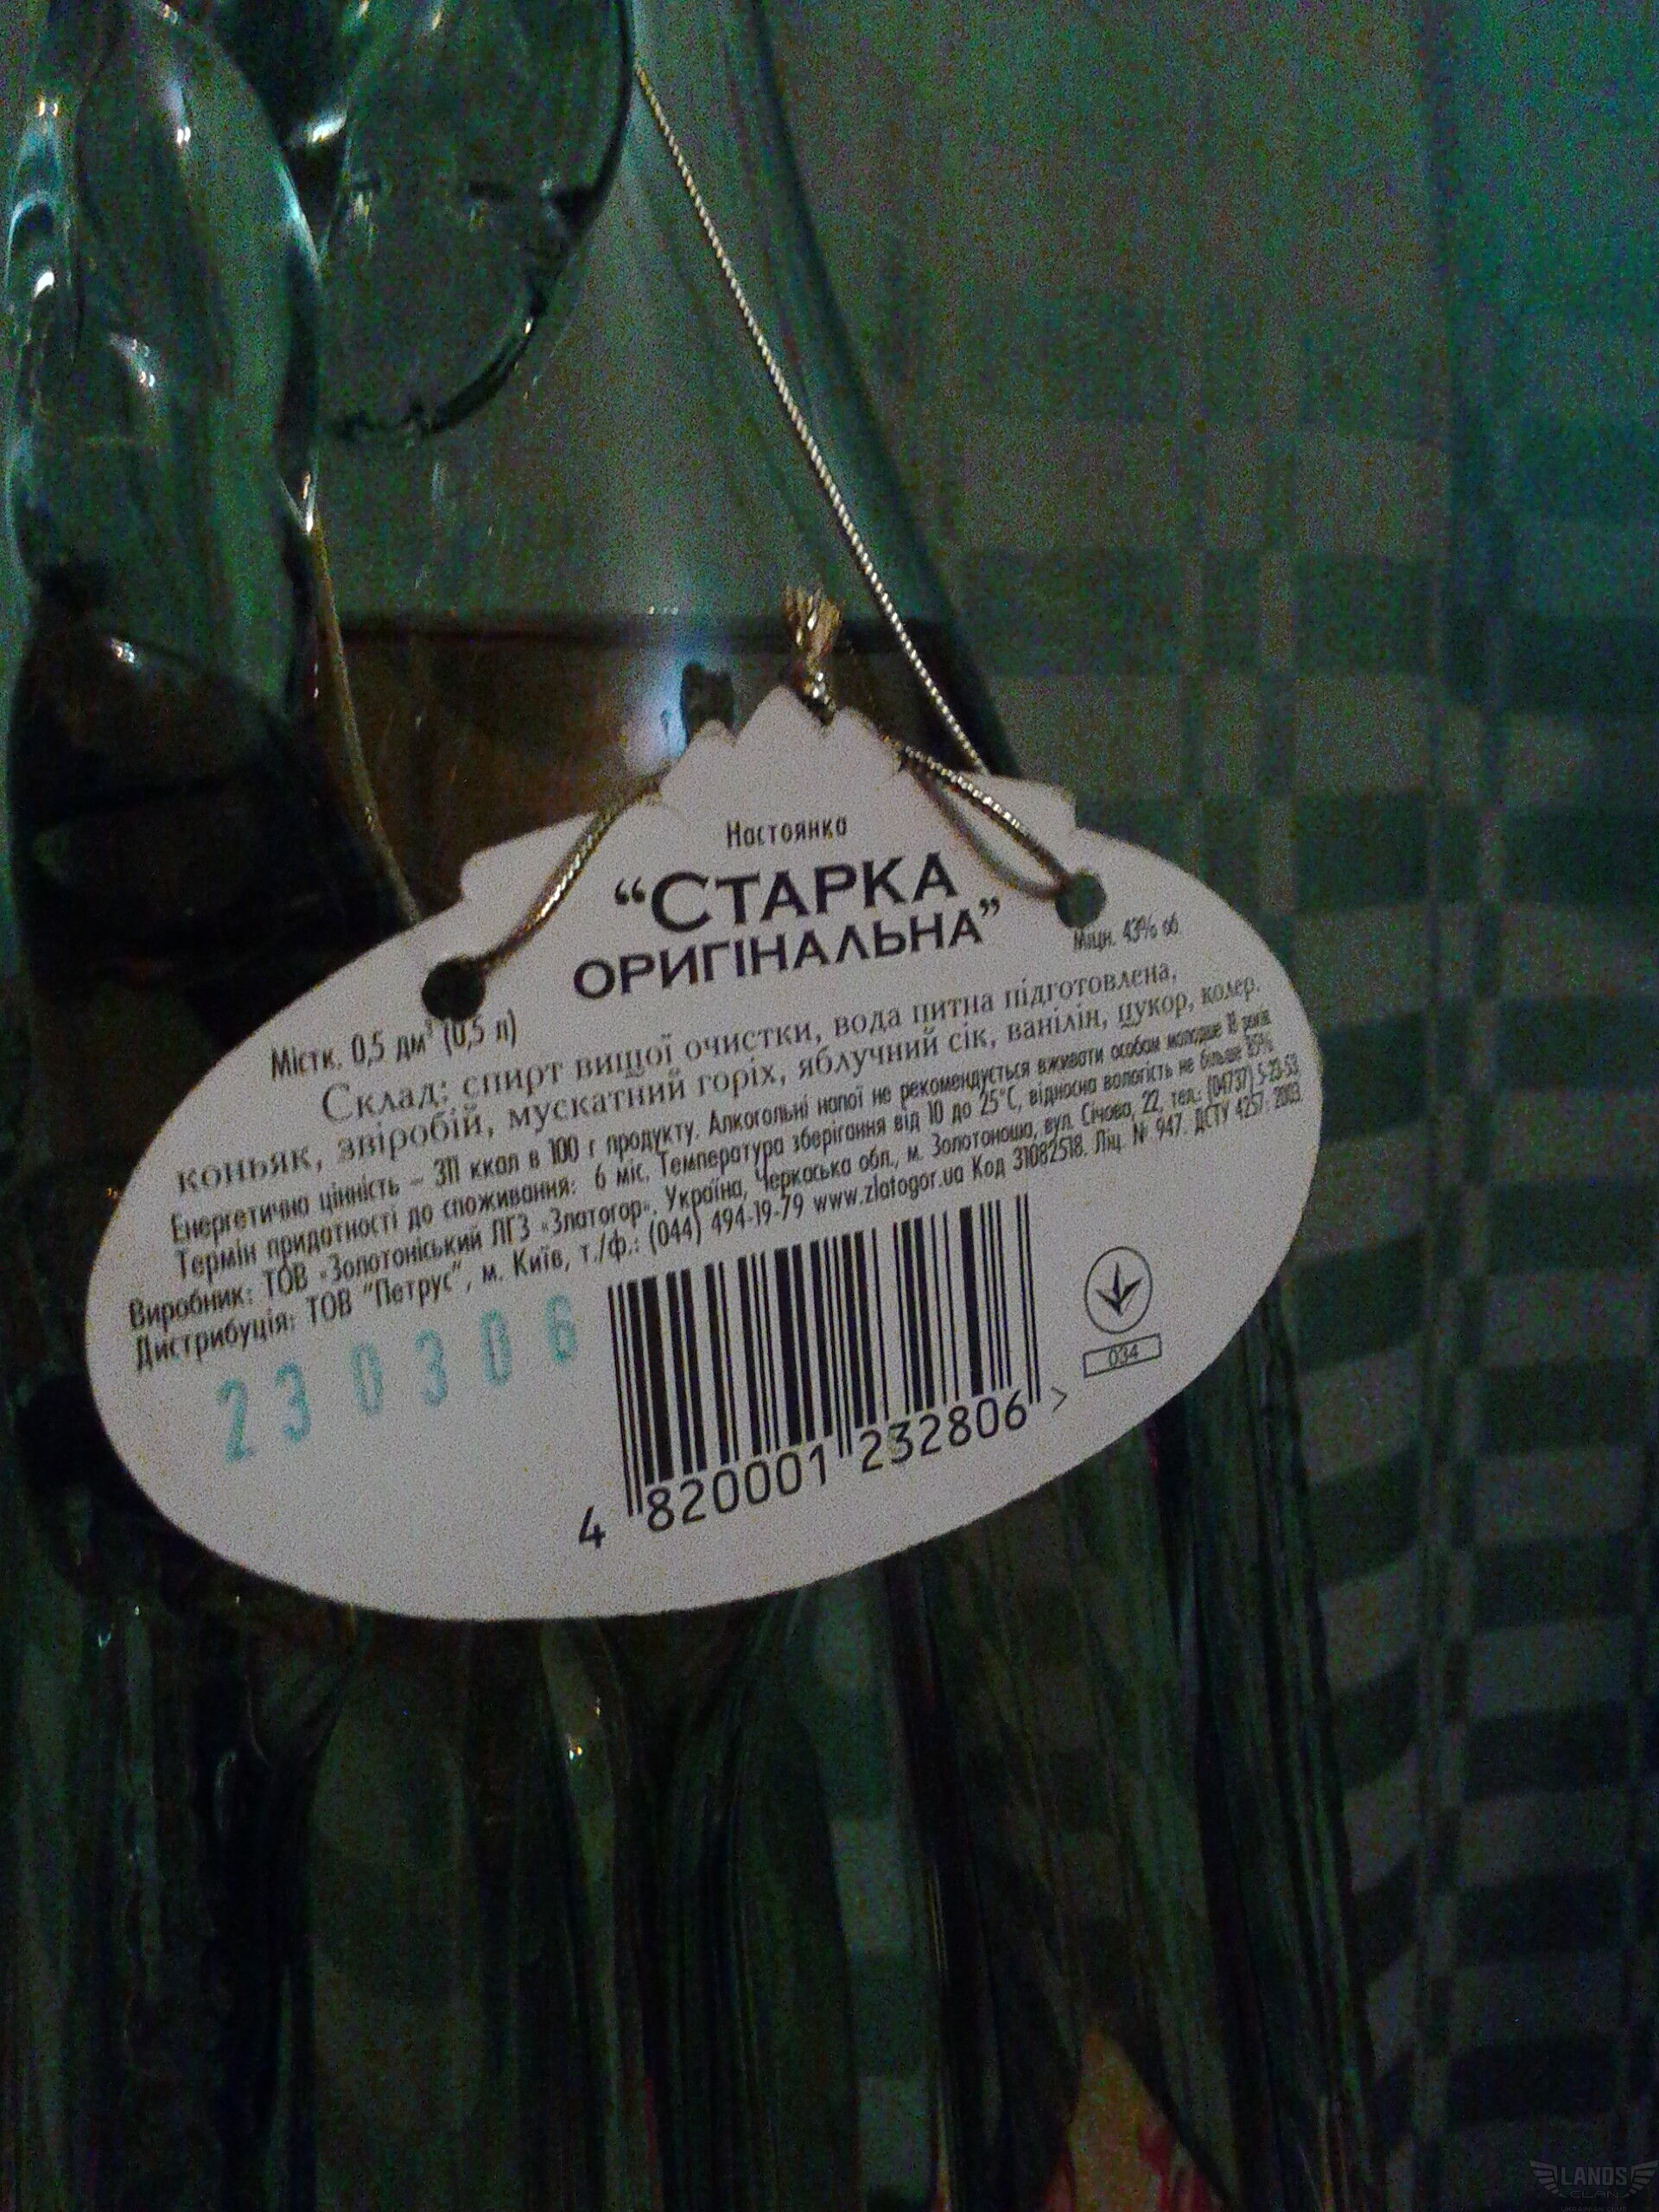 Настоянка
“СТАРКА
ОРИГІНАЛЬНА”
Містк. 0,5 дм³ (0,5 л)
Міцн. 43% об
Склад: спирт вищої очистки, вода питна підготовлена,
коньяк, звіробій, мускатний горіх, яблучний сік, ванілін, цукор, колер.
Енергетична цінність – 311 ккал в 100 г продукту. Алкогольні напої не рекомендується вживати особам молодше 18 років
Термін придатності до споживання: 6 міс. Температура зберігання від 10 до 25°С, відносна вологість не більше 85%
Виробник: ТОВ «Золотоніський ЛГЗ «Златогор». Україна, Черкаська обл., м. Золотоноша, вул. Січова, 22, тел.: (04737) 5-23-53
Дистрибуція: ТОВ "Петрус", м. Київ, т./ф.: (044) 494-19-79 www.zlatogor.ua Код 31082518. Ліц. № 947. ДСТУ 4257: 2003
230306
034
4 820001 232806 >
LANOS
CLAN